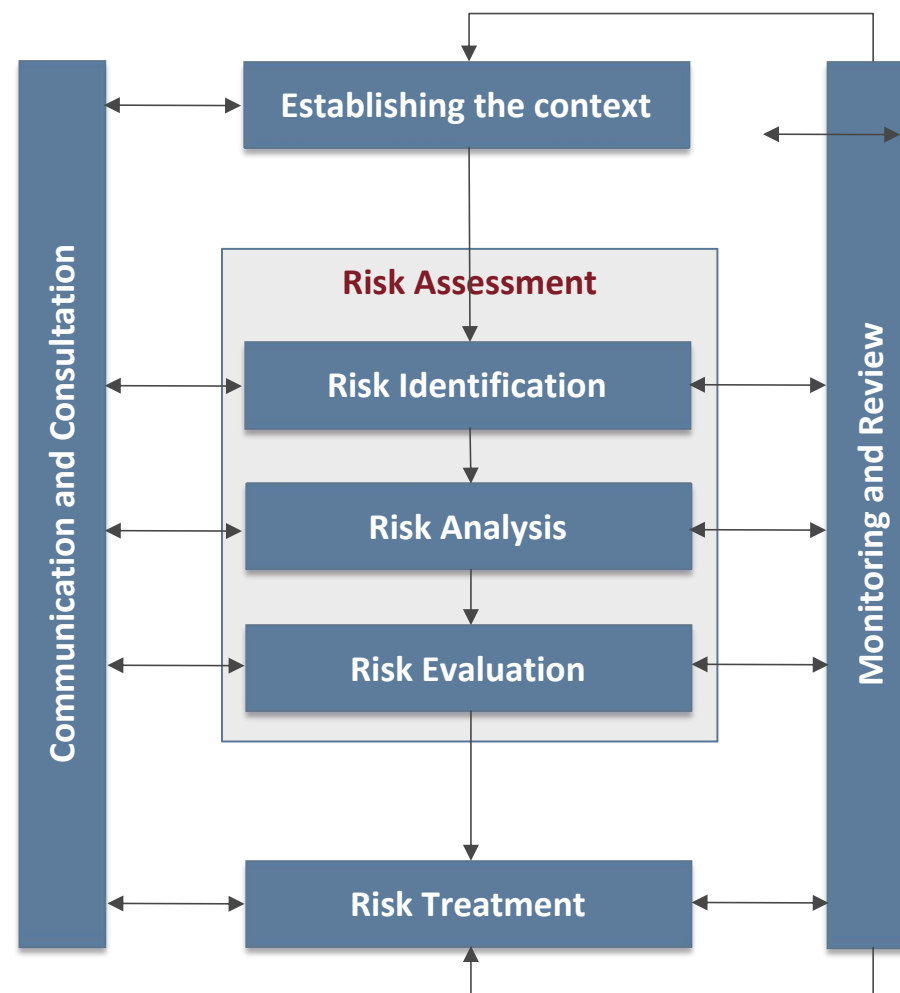 Establishing the context
Communication and Consultation
Risk Assessment
Risk Identification
Risk Analysis
Risk Evaluation
Risk Treatment
Monitoring and Review